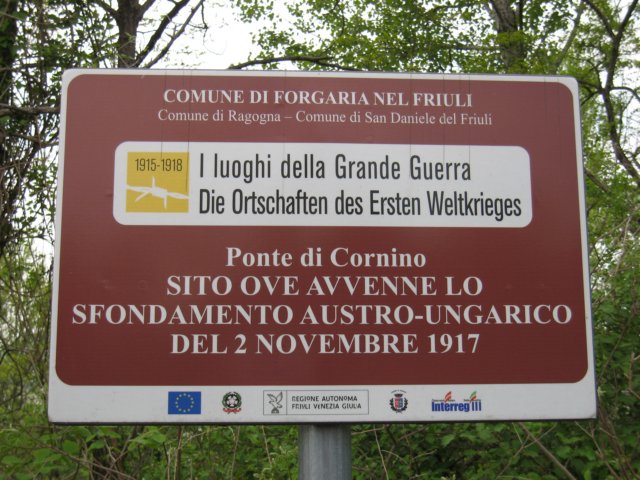 COMUNE DI FORGARIA NEL FRIULI
Comune di Ragogna – Comune di San Daniele del Friuli
1915-1918
I luoghi della Grande Guerra
Die Ortschaften des Ersten Weltkrieges
Ponte di Cornino
SITO OVE AVVENNE LO
SFONDAMENTO AUSTRO-UNGARICO
DEL 2 NOVEMBRE 1917
REGIONE AUTONOMA
FRIULI VENEZIA GIULIA
Interreg III